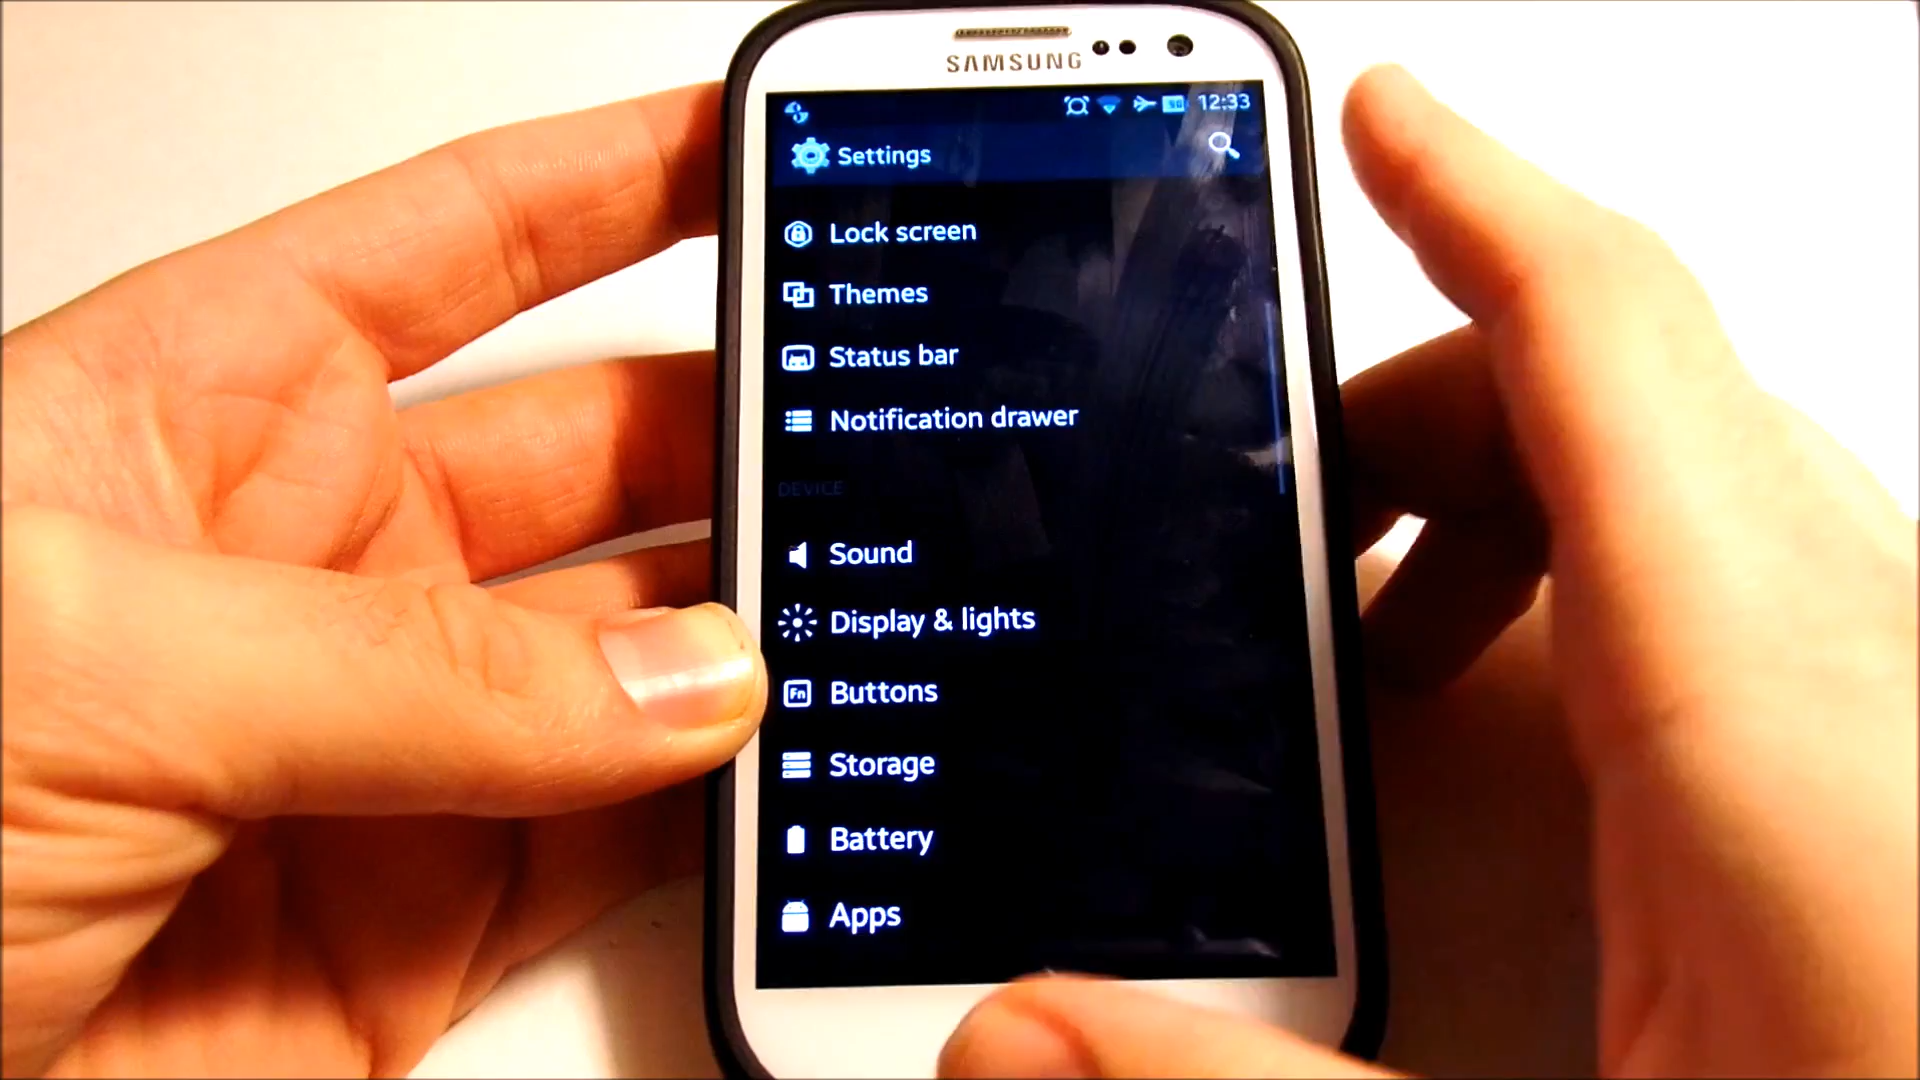 SAMSUNG
12:33
Settings
Lock screen
Themes
Status bar
Notification drawer
DEVICE
Sound
Display & lights
Fn
Buttons
Storage
Battery
Apps